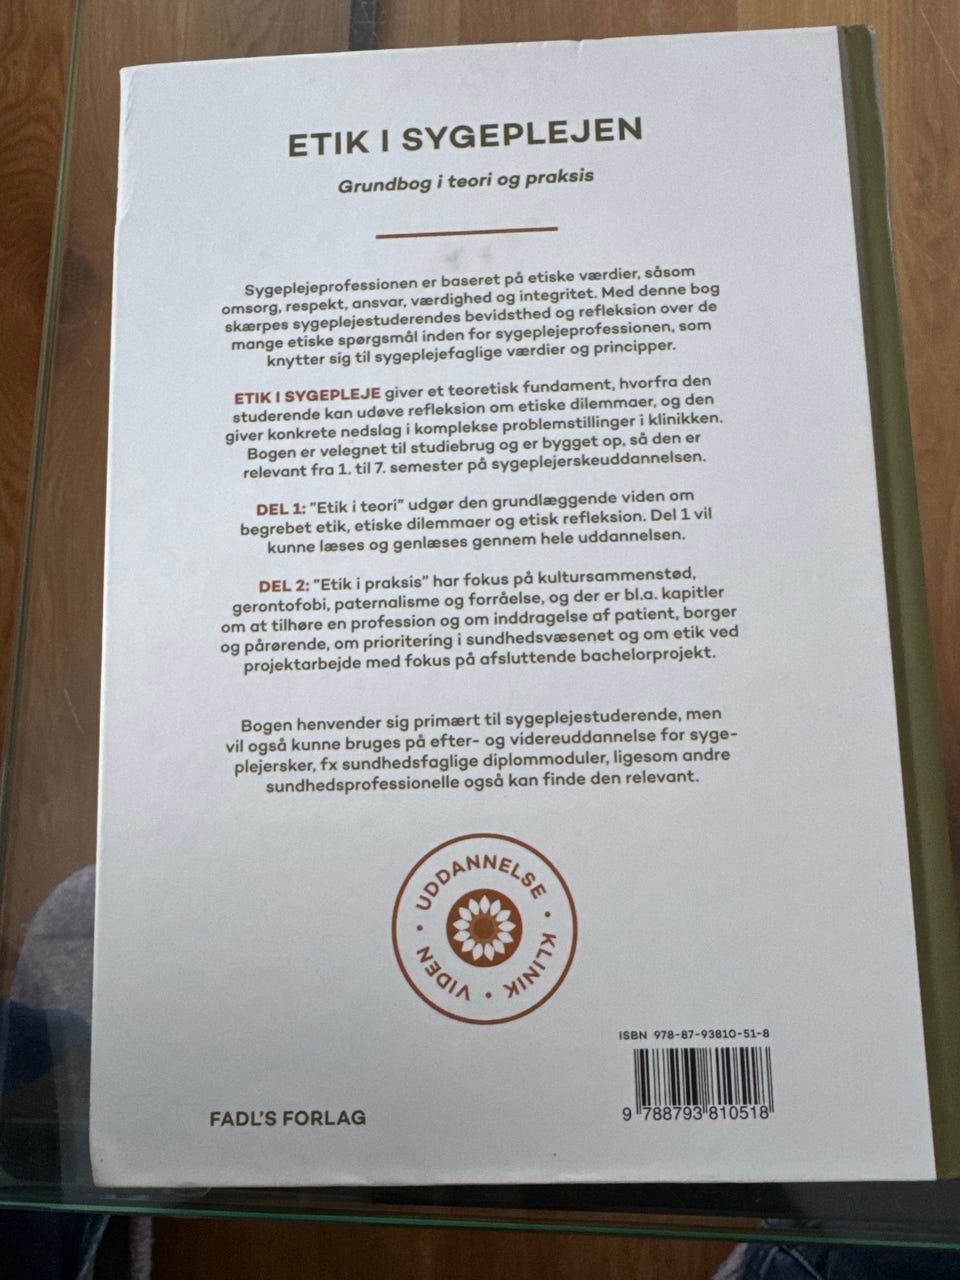 ETIK I SYGEPLEJEN
Grundbog i teori og praksis
Sygeplejeprofessionen er baseret på etiske værdier, såsom
omsorg, respekt, ansvar, værdighed og integritet. Med denne bog
skærpes sygeplejestuderendes bevidsthed og refleksion over de
mange etiske spørgsmål inden for sygeplejeprofessionen, som
knytter sig til sygeplejefaglige værdier og principper.
ETIK I SYGEPLEJE giver et teoretisk fundament, hvorfra den
studerende kan udøve refleksion om etiske dilemmaer, og den
giver konkrete nedslag i komplekse problemstillinger i klinikken.
Bogen er velegnet til studiebrug og er bygget op, så den er
relevant fra 1. til 7. semester på sygeplejerskeuddannelsen.
DEL 1: "Etik i teori" udgør den grundlæggende viden om
begrebet etik, etiske dilemmaer og etisk refleksion. Del 1 vil
kunne læses og genlæses gennem hele uddannelsen.
DEL 2: "Etik i praksis" har fokus på kultursammenstød,
gerontofobi, paternalisme og forråelse, og der er bl.a. kapitler
om at tilhøre en profession og om inddragelse af patient, borger
og pårørende, om prioritering i sundhedsvæsenet og om etik ved
projektarbejde med fokus på afsluttende bachelorprojekt.
Bogen henvender sig primært til sygeplejestuderende, men
vil også kunne bruges på efter- og videreuddannelse for syge-
plejersker, fx sundhedsfaglige diplommoduler, ligesom andre
sundhedsprofessionelle også kan finde den relevant.
UDDANNELSE • KLINIK • VIDEN •
ISBN 978-87-93810-51-8
9 788793 810518
FADL'S FORLAG